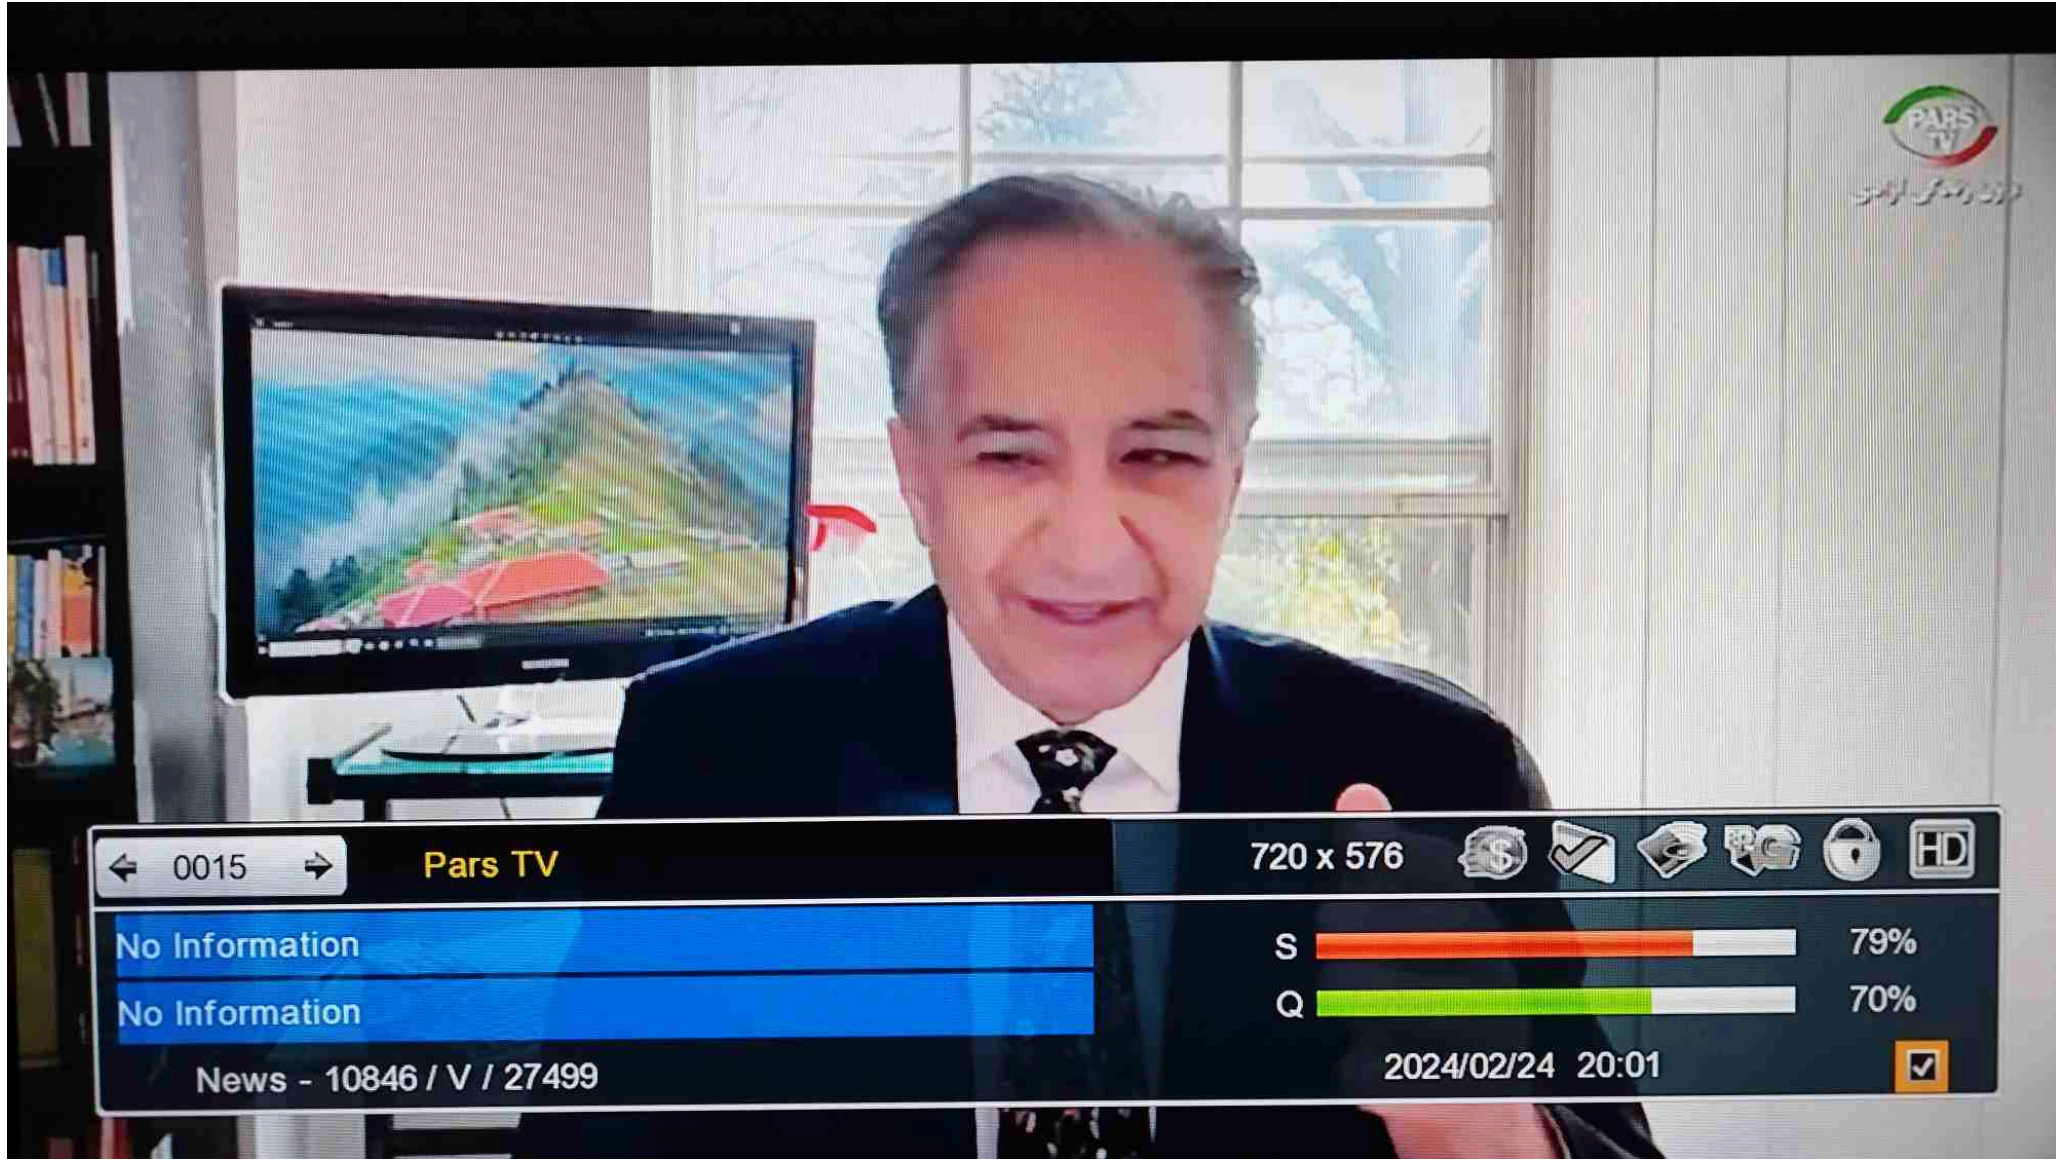 PARS
TV
0015
Pars TV
720 x 576
$
EPG
HD
No Information
S
79%
No Information
Q
70%
News - 10846 / V / 27499
2024/02/24 20:01